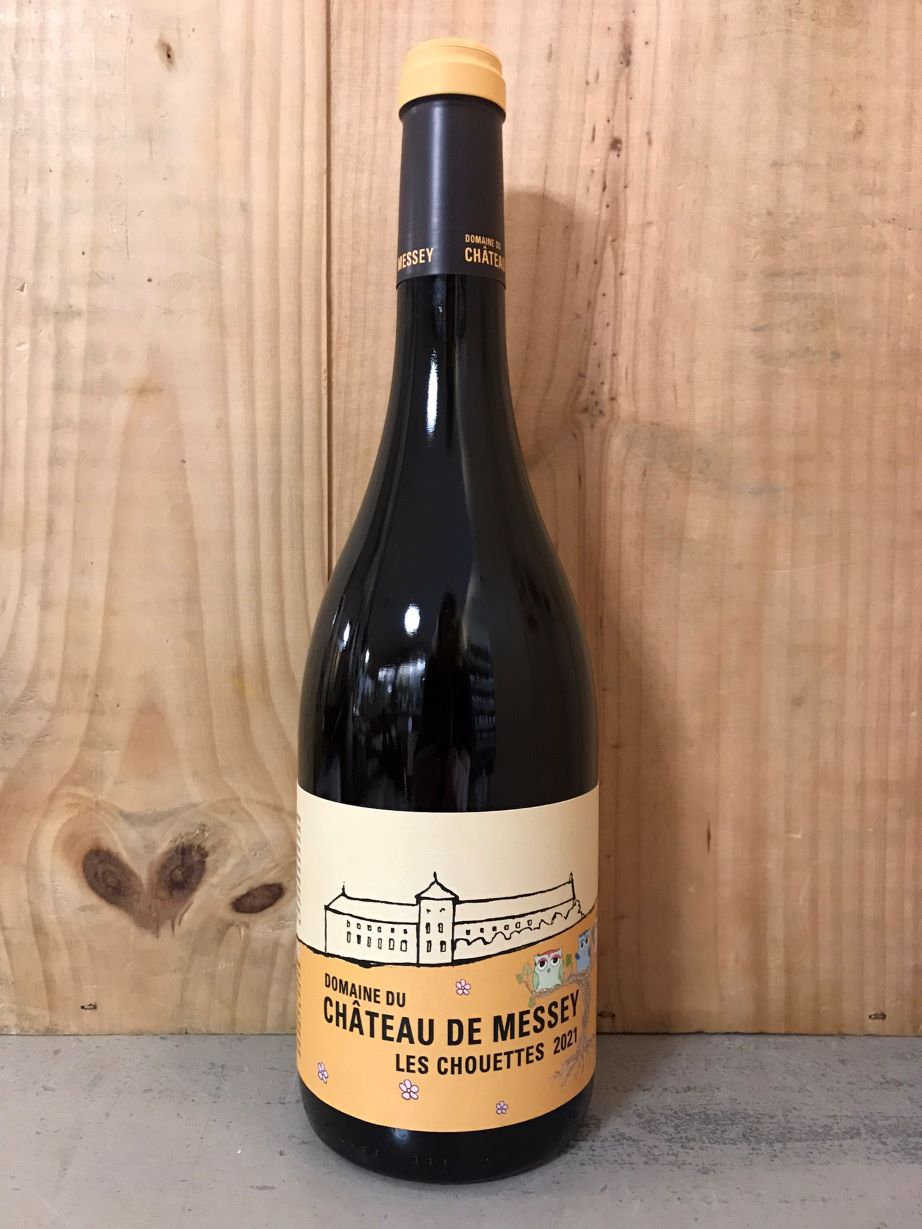 MESSEY
DOMAINE DU
CHÂTEAU
DOMAINE DU
CHÂTEAU DE MESSEY
LES CHOUETTES 2021